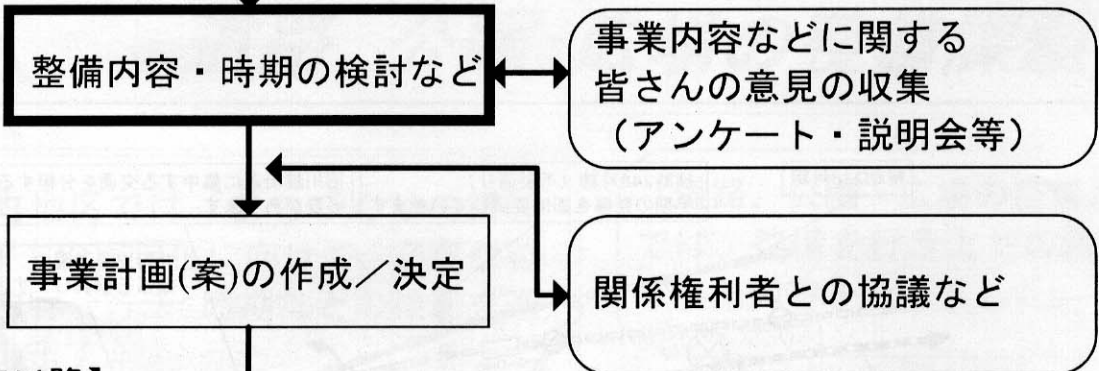 整備内容・時期の検討など
事業内容などに関する
皆さんの意見の収集
（アンケート・説明会等）
事業計画(案)の作成／決定
関係権利者との協議など